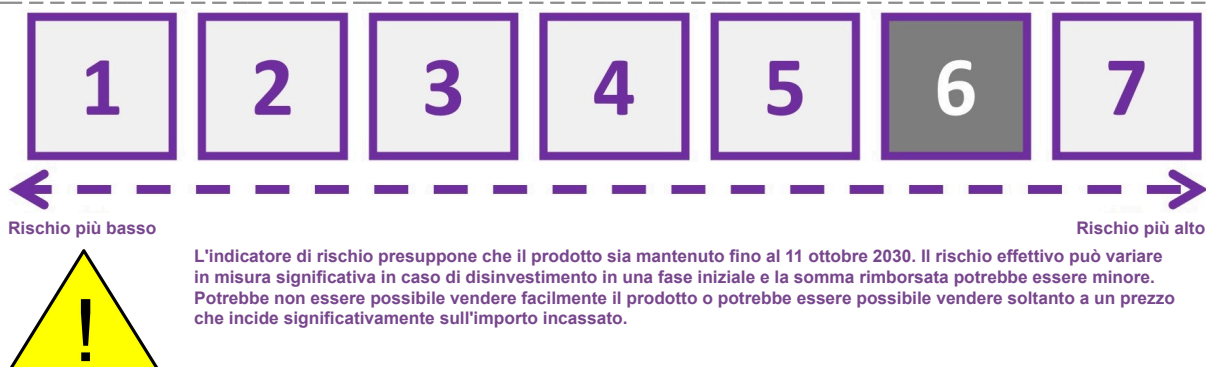 1 2 3 4 5 6 7
Rischio più basso Rischio più alto
L'indicatore di rischio presuppone che il prodotto sia mantenuto fino al 11 ottobre 2030. Il rischio effettivo può variare
in misura significativa in caso di disinvestimento in una fase iniziale e la somma rimborsata potrebbe essere minore.
Potrebbe non essere possibile vendere facilmente il prodotto o potrebbe essere possibile vendere soltanto a un prezzo
che incide significativamente sull'importo incassato.
!